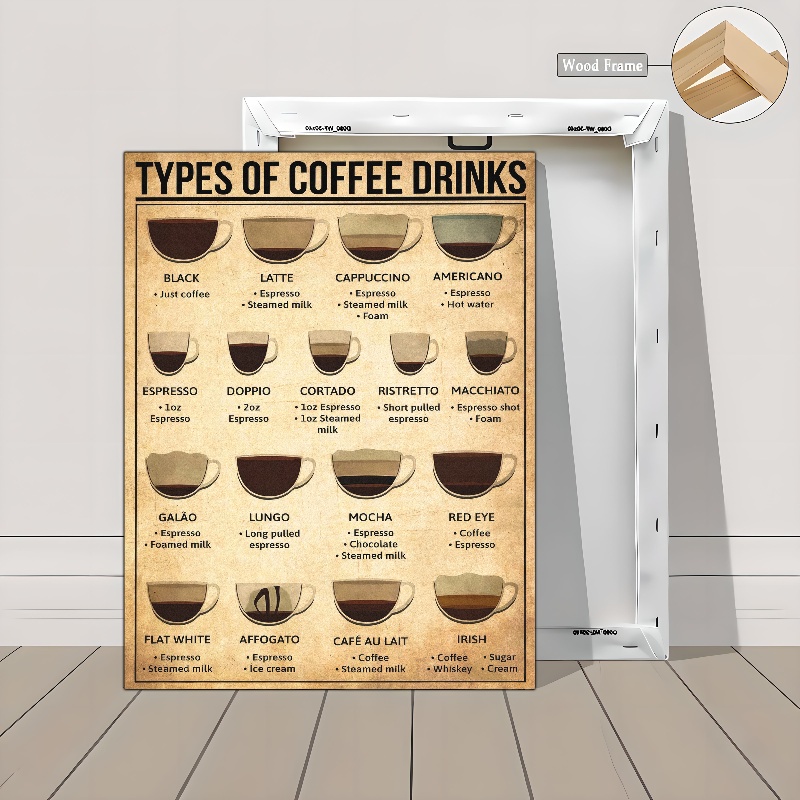 Wood Frame
TYPES OF COFFEE DRINKS
BLACK
• Just coffee
LATTE
• Espresso
• Steamed milk
CAPPUCCINO
• Espresso
• Steamed milk
• Foam
AMERICANO
• Espresso
• Hot water
ESPRESSO
• 1oz
Espresso
DOPPIO
• 2oz
Espresso
CORTADO
• 1oz Espresso
• 1oz Steamed
milk
RISTRETTO
• Short pulled
espresso
MACCHIATO
• Espresso shot
• Foam
GALÃO
• Espresso
• Foamed milk
LUNGO
• Long pulled
espresso
MOCHA
• Espresso
• Chocolate
• Steamed milk
RED EYE
• Coffee
• Espresso
FLAT WHITE
• Espresso
• Steamed milk
AFFOGATO
• Espresso
• Ice cream
CAFÉ AU LAIT
• Coffee
• Steamed milk
IRISH
• Coffee • Sugar
• Whiskey • Cream